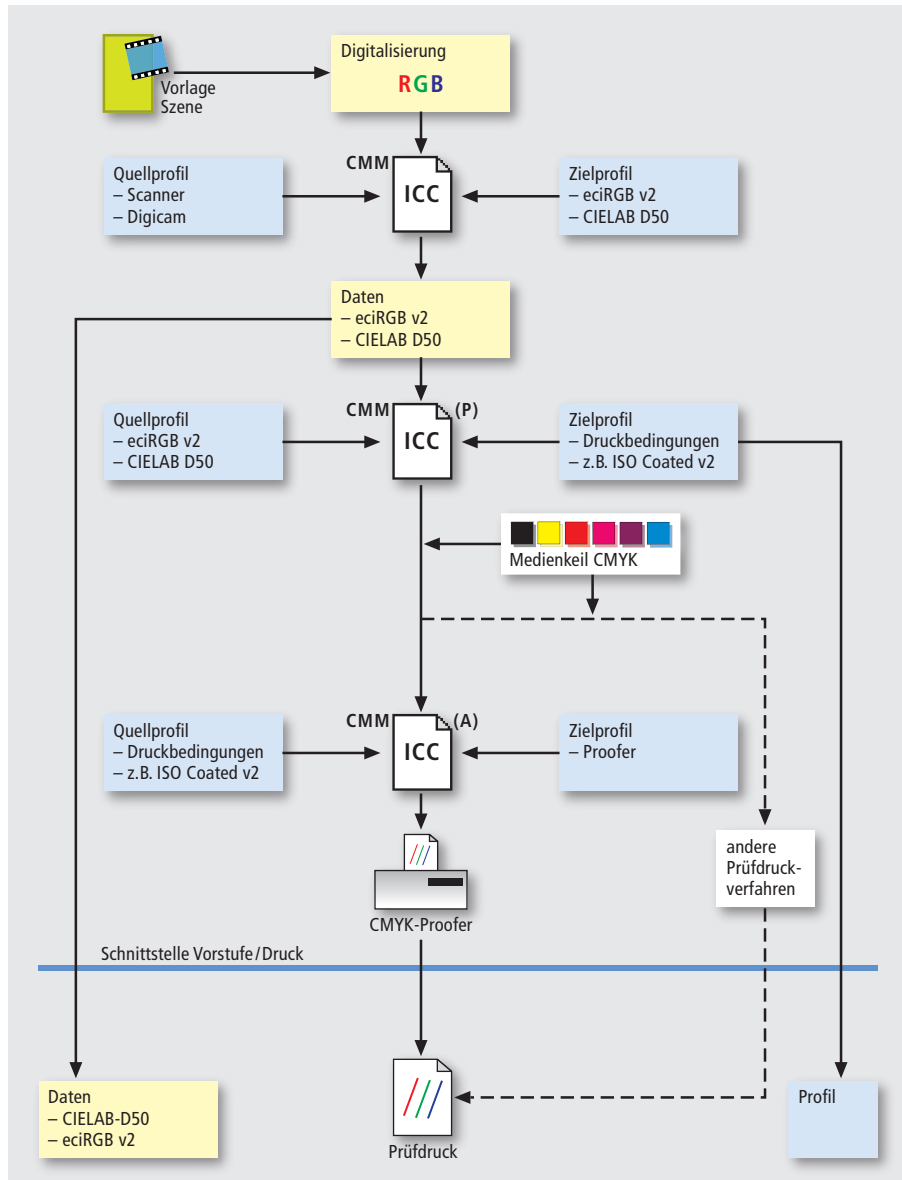 Digitalisierung
RGB
Vorlage
Szene
CMM
ICC
Quellprofil
– Scanner
– Digicam
Zielprofil
– eciRGB v2
– CIELAB D50
Daten
– eciRGB v2
– CIELAB D50
CMM
(P)
ICC
Quellprofil
– eciRGB v2
– CIELAB D50
Zielprofil
– Druckbedingungen
– z.B. ISO Coated v2
Medienkeil CMYK
CMM
(A)
ICC
Quellprofil
– Druckbedingungen
– z.B. ISO Coated v2
Zielprofil
– Proofer
andere
Prüfdruck-
verfahren
CMYK-Proofer
Schnittstelle Vorstufe/Druck
Daten
– CIELAB-D50
– eciRGB v2
Prüfdruck
Profil